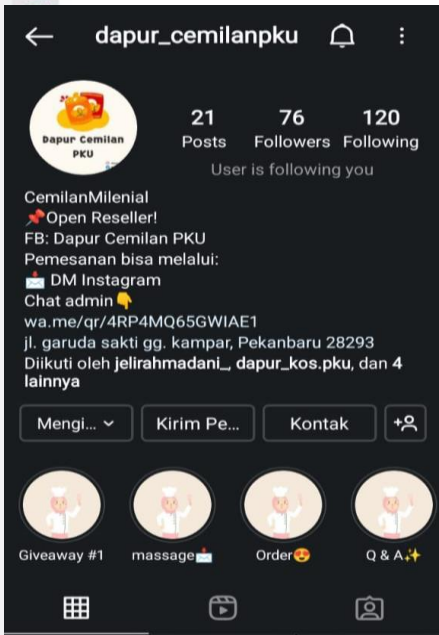 dapur_cemilanpku
Dapur Cemilan
PKU
21 76 120
Posts Followers Following
User is following you
CemilanMilenial
📌Open Reseller!
FB: Dapur Cemilan PKU
Pemesanan bisa melalui:
📩 DM Instagram
Chat admin👇
wa.me/qr/4RP4MQ65GWIAE1
jl. garuda sakti gg. kampar, Pekanbaru 28293
Diikuti oleh jelirahmadani_, dapur_kos.pku, dan 4
lainnya
Mengi... Kirim Pe... Kontak
Giveaway #1 massage📩 Order😍 Q & A✨